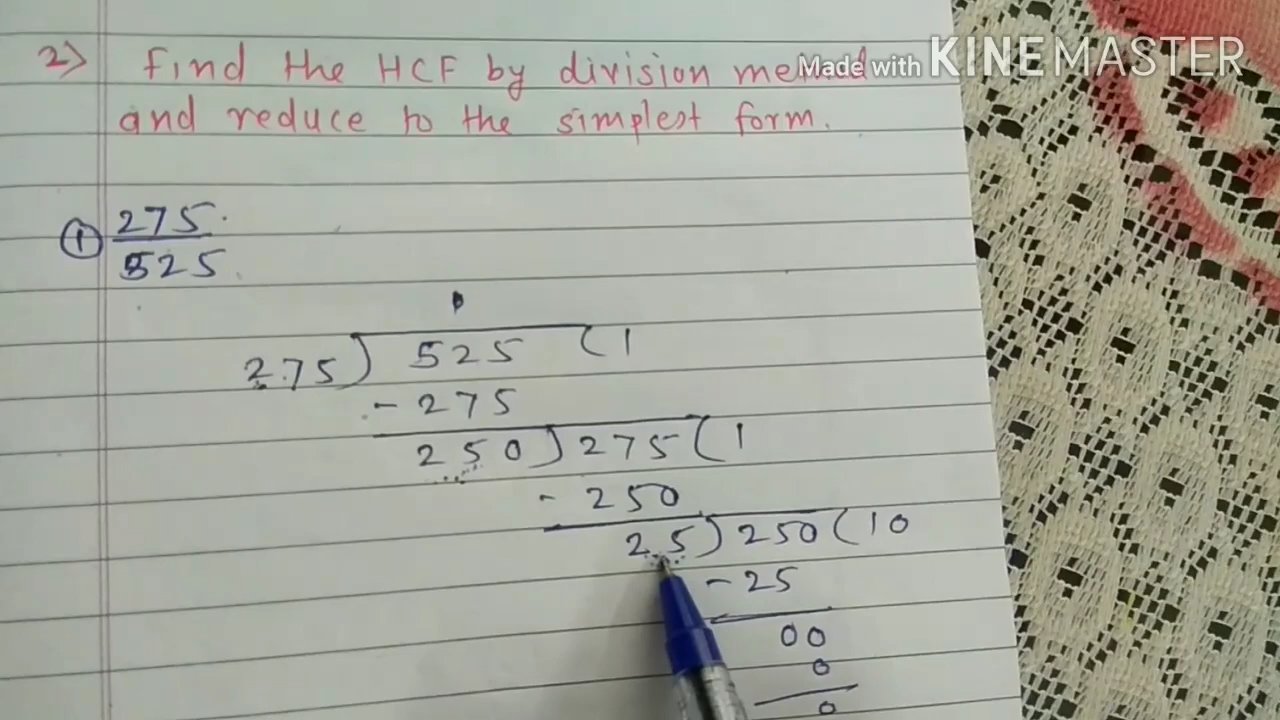 2) Find the HCF by division
Made with KINEMASTER
and reduce to the simplest form.
① 275
525
275) 525 (1
- 275
250) 275 (1
- 250
25) 250 (10
- 25
00
0
0